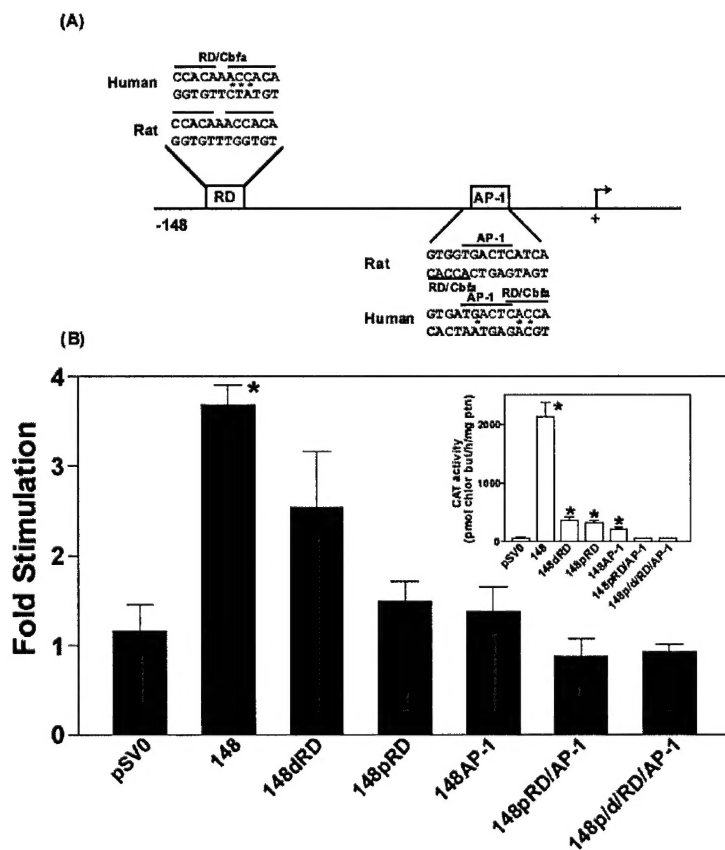 (A)
RD/Cbfa
Human
CCACAAACCACA
***
GGTGTTCTATGT
Rat
CCACAAACCACA
GGTGTTTGGTGT
RD
AP-1
-148
+
AP-1
Rat
GTGGTGACTCATCA
CACCACTGAGTAGT
RD/Cbfa
AP-1
RD/Cbfa
Human
GTGATGACTCACCA
* **
CACTAATGAGACGT
(B)
Fold Stimulation
4
3
2
1
0
*
pSV0
148
148dRD
148pRD
148AP-1
148pRD/AP-1
148p/d/RD/AP-1
CAT activity
(pmol chlor but/h/mg ptn)
2000
1000
0
*
*
*
*
pSV0
148
148dRD
148pRD
148AP-1
148pRD/AP-1
148p/d/RD/AP-1